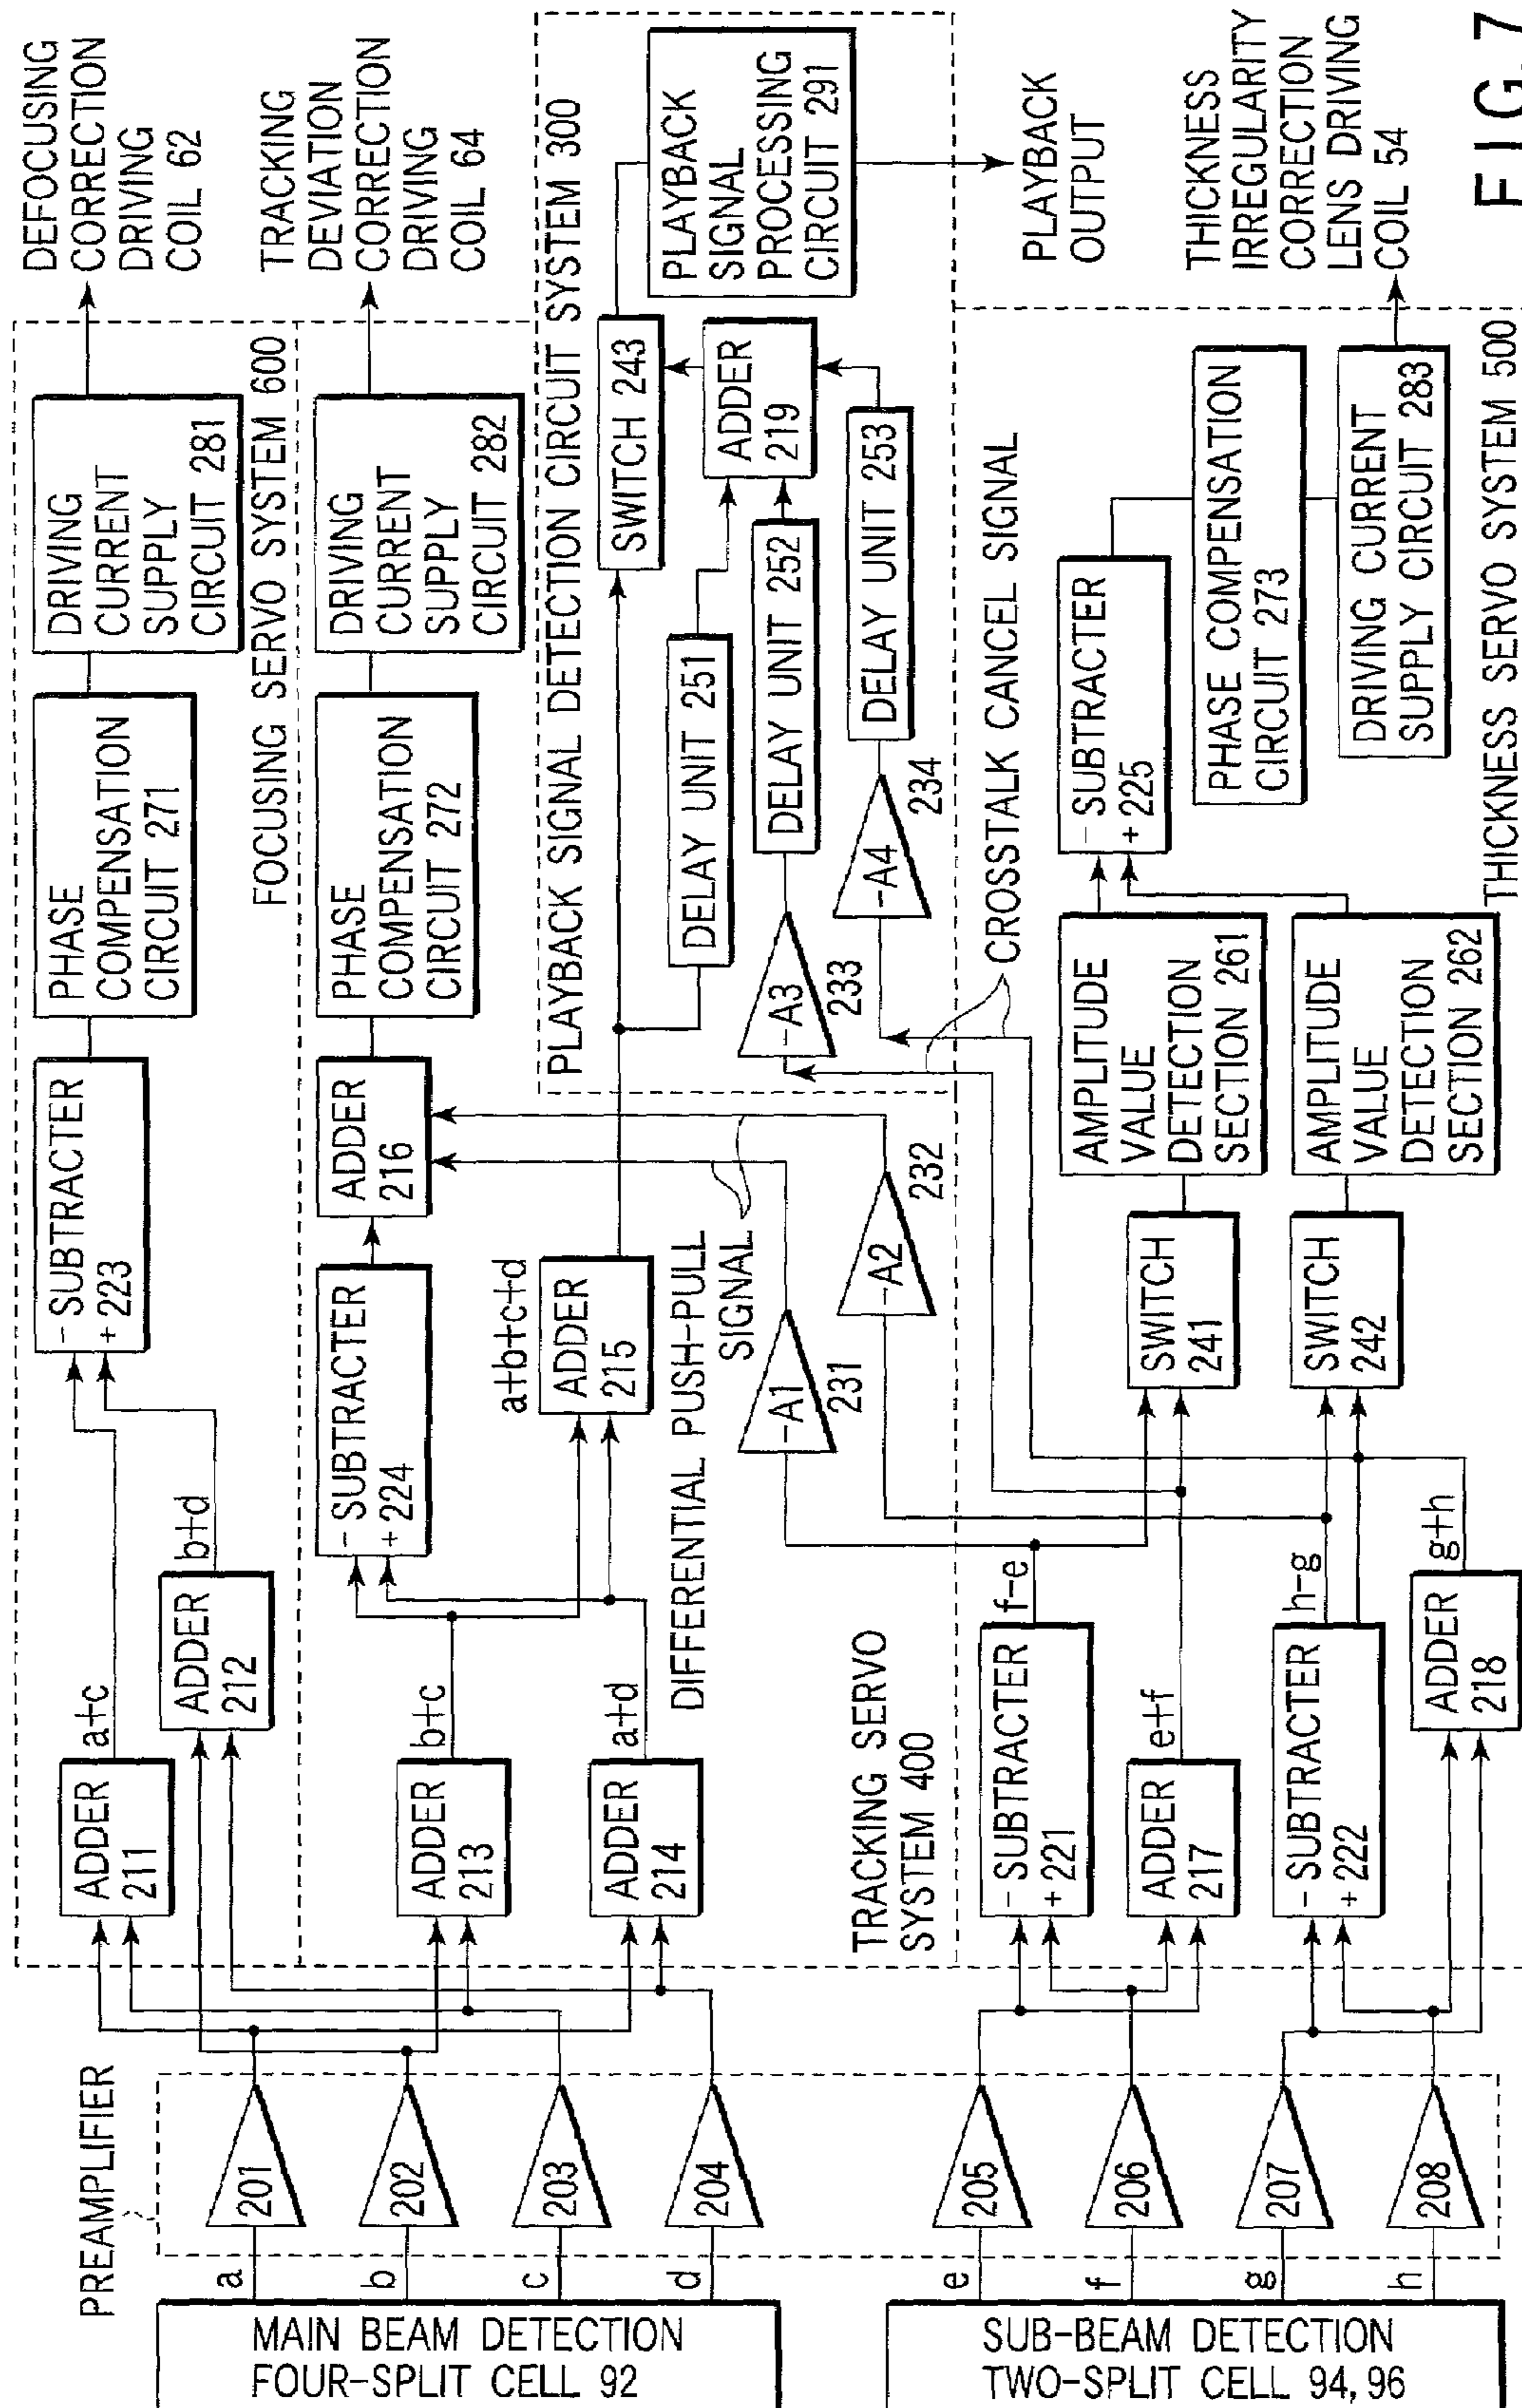 DEFOCUSING
CORRECTION
DRIVING
COIL 62
TRACKING
DEVIATION
CORRECTION
DRIVING
COIL 64
DRIVING
CURRENT
SUPPLY
CIRCUIT 281
PHASE
COMPENSATION
CIRCUIT 271
FOCUSING SERVO SYSTEM 600
- SUBTRACTER
+ 223
a+c
b+d
ADDER
211
ADDER
212
DRIVING
CURRENT
SUPPLY
CIRCUIT 282
PHASE
COMPENSATION
CIRCUIT 272
ADDER
216
- SUBTRACTER
+ 224
b+c
a+d
ADDER
213
ADDER
214
a+b+c+d
ADDER
215
DIFFERENTIAL PUSH-PULL
SIGNAL
-A1
231
-A2
232
TRACKING SERVO
SYSTEM 400
PLAYBACK SIGNAL DETECTION CIRCUIT SYSTEM 300
SWITCH 243
PLAYBACK
SIGNAL
PROCESSING
CIRCUIT 291
ADDER
219
DELAY UNIT 251
DELAY UNIT 252
DELAY UNIT 253
-A3
233
-A4
234
PLAYBACK
OUTPUT
CROSSTALK CANCEL SIGNAL
THICKNESS
IRREGULARITY
CORRECTION
LENS DRIVING
COIL 54
- SUBTRACTER
+ 225
PHASE COMPENSATION
CIRCUIT 273
DRIVING CURRENT
SUPPLY CIRCUIT 283
THICKNESS SERVO SYSTEM 500
AMPLITUDE
VALUE
DETECTION
SECTION 261
AMPLITUDE
VALUE
DETECTION
SECTION 262
SWITCH
241
SWITCH
242
- SUBTRACTER
+ 221
f-e
ADDER
217
e+f
- SUBTRACTER
+ 222
h-g
ADDER
218
g+h
PREAMPLIFIER
201
202
203
204
205
206
207
208
a
b
c
d
e
f
g
h
MAIN BEAM DETECTION
FOUR-SPLIT CELL 92
SUB-BEAM DETECTION
TWO-SPLIT CELL 94, 96
FIG. 7